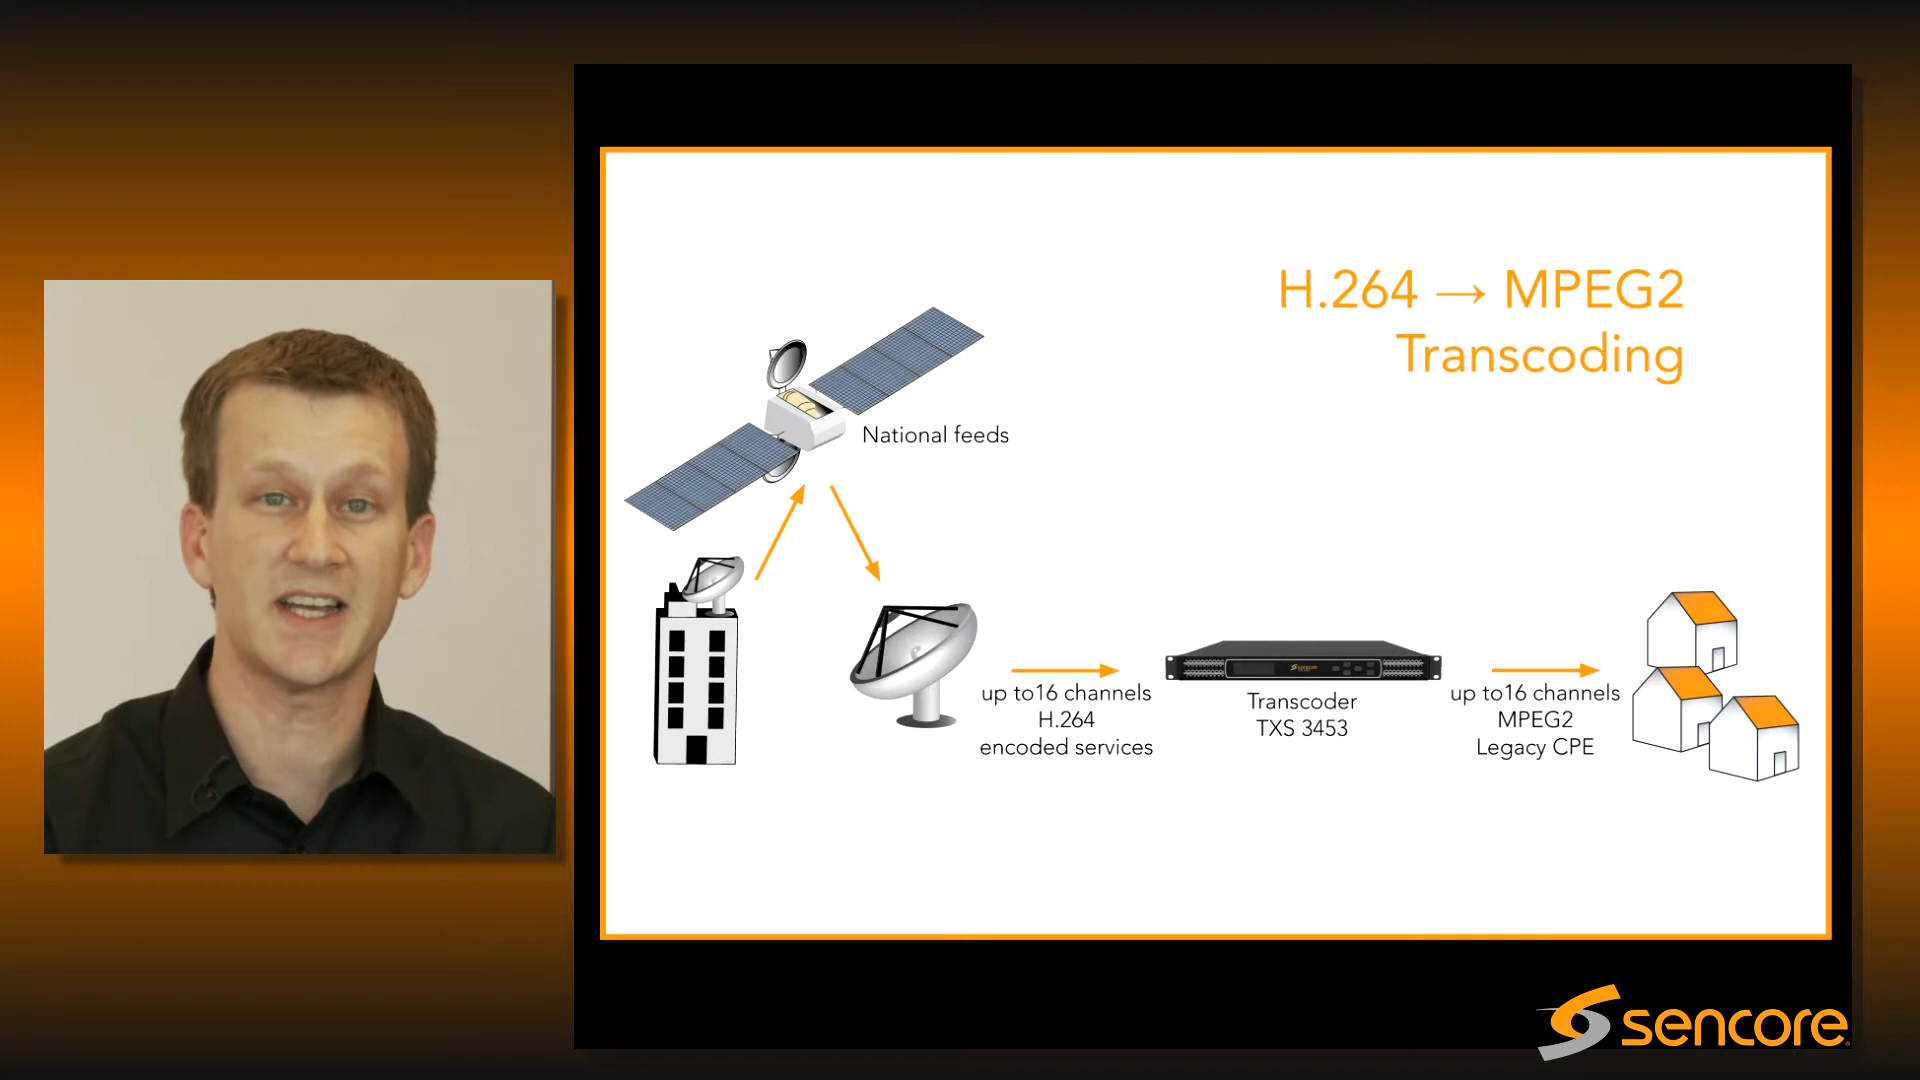 H.264 → MPEG2
Transcoding
National feeds
up to16 channels
H.264
encoded services
sencore
Transcoder
TXS 3453
up to16 channels
MPEG2
Legacy CPE
sencore